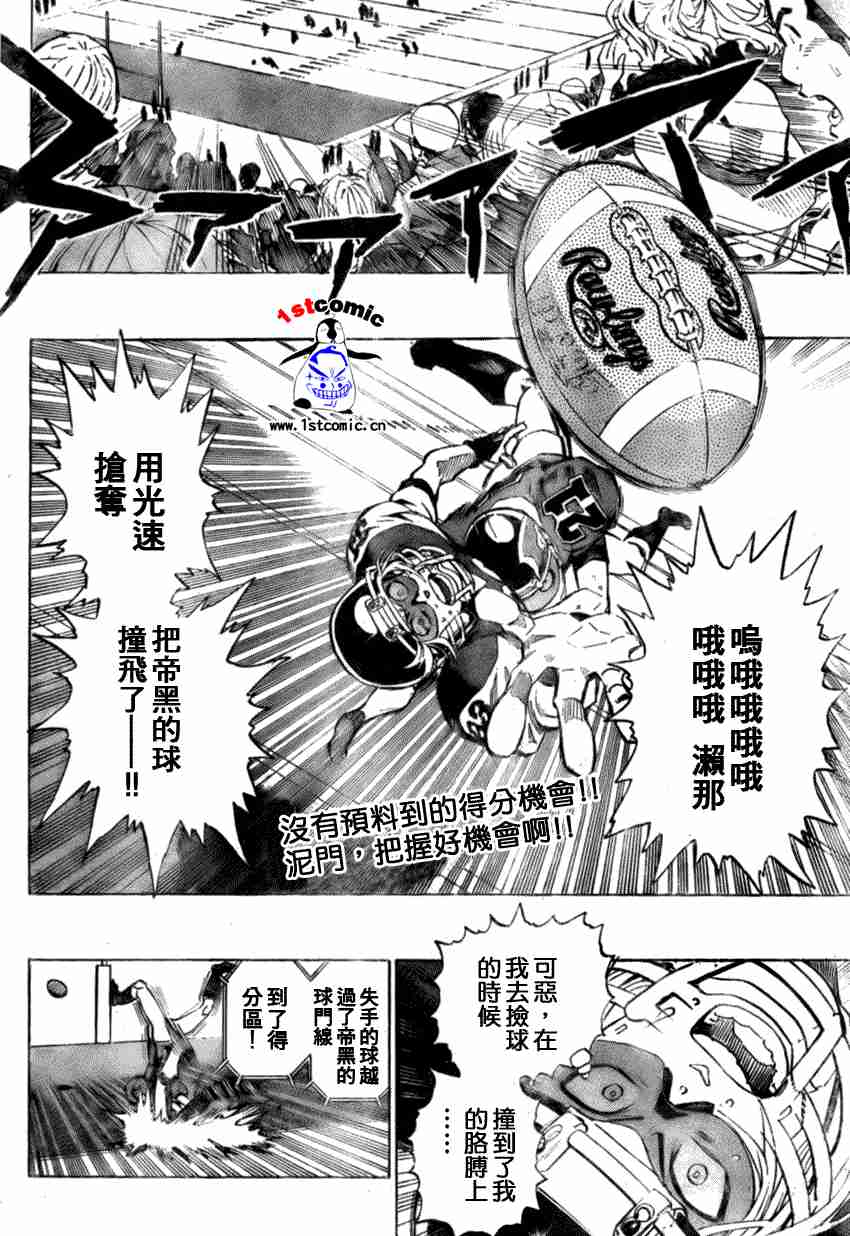 1stcomic
www.1stcomic.cn
Rawlings
嗚哦哦哦哦
哦哦哦 瀨那
用光速
搶奪
把帝黑的球
撞飛了——!!
21
沒有預料到的得分機會!!
泥門，把握好機會啊!!
可惡，在
我去撿球
的時候
撞到了我
的胳膊上
……
失手的球越
過了帝黑的
球門線
到了得
分區！